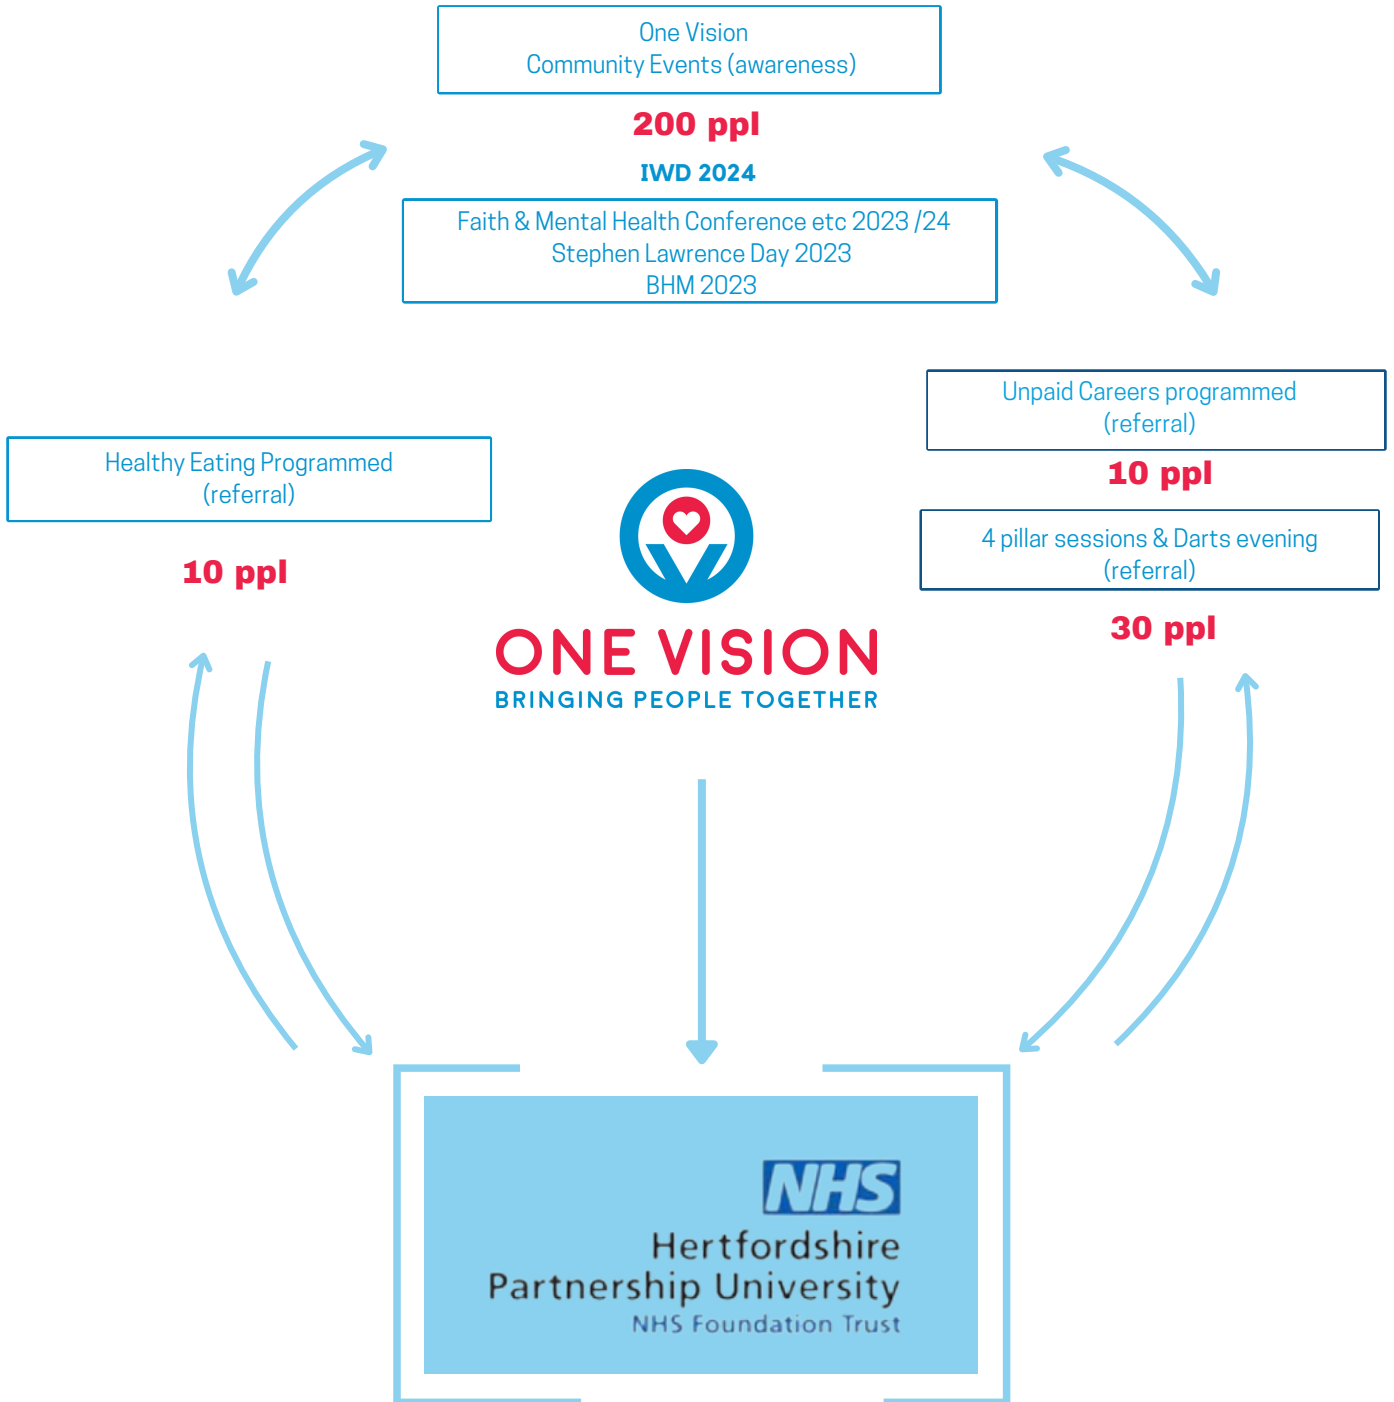 One Vision
Community Events (awareness)
200 ppl
IWD 2024
Faith & Mental Health Conference etc 2023 /24
Stephen Lawrence Day 2023
BHM 2023
Unpaid Careers programmed
(referral)
10 ppl
4 pillar sessions & Darts evening
(referral)
30 ppl
Healthy Eating Programmed
(referral)
10 ppl
ONE VISION
BRINGING PEOPLE TOGETHER
NHS
Hertfordshire
Partnership University
NHS Foundation Trust